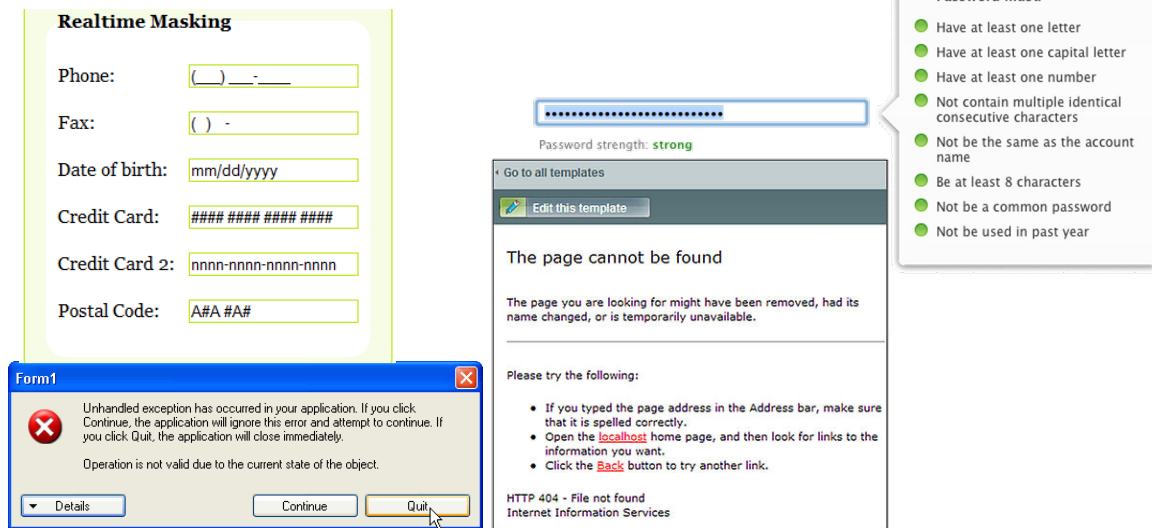 Realtime Masking
Phone:
(___) ___-____
Fax:
( ) -
Date of birth:
mm/dd/yyyy
Credit Card:
#### #### #### ####
Credit Card 2:
nnnn-nnnn-nnnn-nnnn
Postal Code:
A#A #A#
Form1
Unhandled exception has occurred in your application. If you click
Continue, the application will ignore this error and attempt to continue. If
you click Quit, the application will close immediately.
Operation is not valid due to the current state of the object.
Details
Continue
Quit
Password strength: strong
Go to all templates
Edit this template
The page cannot be found
The page you are looking for might have been removed, had its
name changed, or is temporarily unavailable.
Please try the following:
• If you typed the page address in the Address bar, make sure
that it is spelled correctly.
• Open the localhost home page, and then look for links to the
information you want.
• Click the Back button to try another link.
HTTP 404 - File not found
Internet Information Services
Have at least one letter
Have at least one capital letter
Have at least one number
Not contain multiple identical
consecutive characters
Not be the same as the account
name
Be at least 8 characters
Not be a common password
Not be used in past year